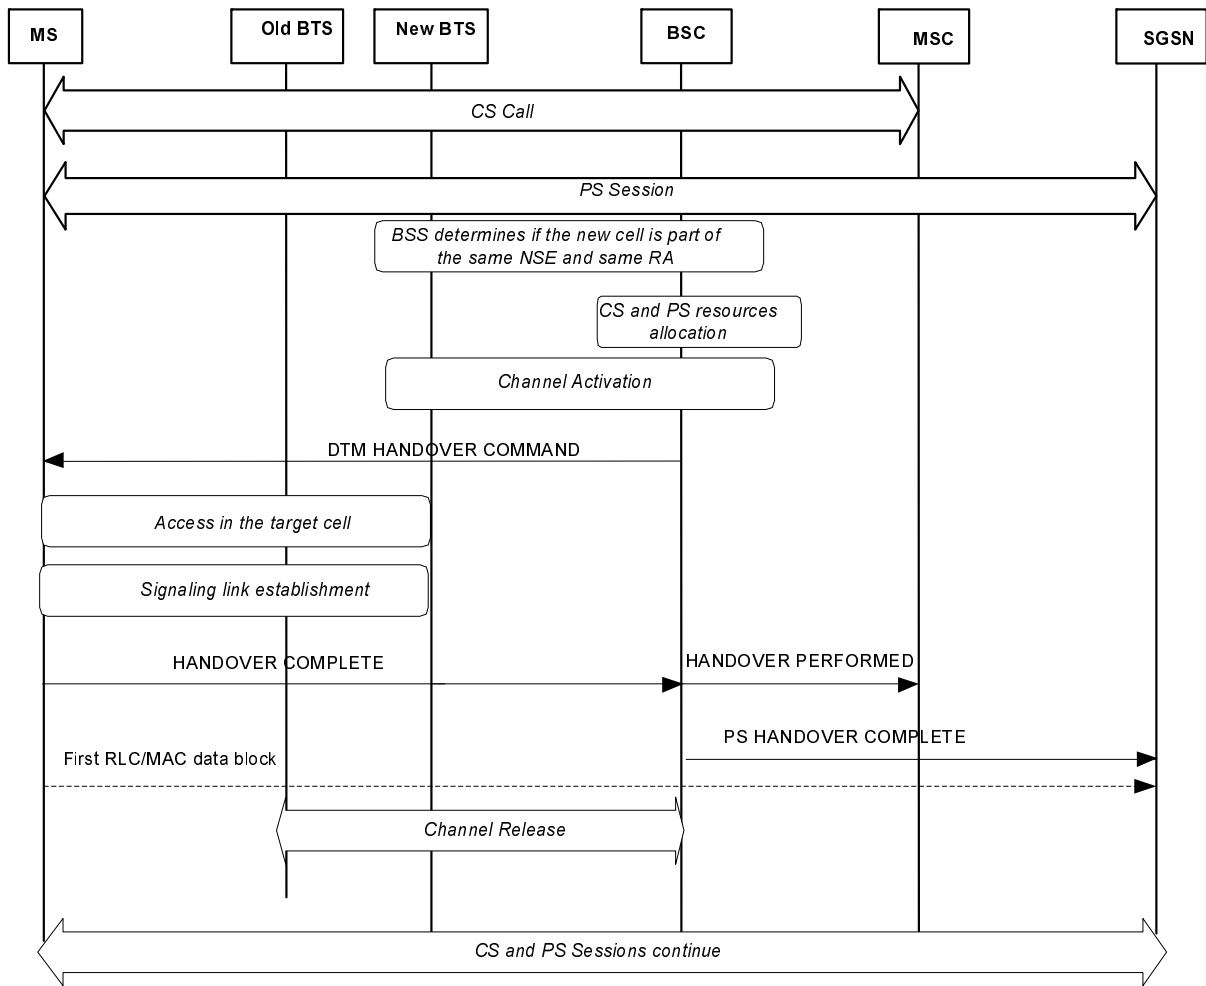 MS
Old BTS
New BTS
BSC
MSC
SGSN
CS Call
PS Session
BSS determines if the new cell is part of
the same NSE and same RA
CS and PS resources
allocation
Channel Activation
DTM HANDOVER COMMAND
Access in the target cell
Signaling link establishment
HANDOVER COMPLETE
HANDOVER PERFORMED
PS HANDOVER COMPLETE
First RLC/MAC data block
Channel Release
CS and PS Sessions continue